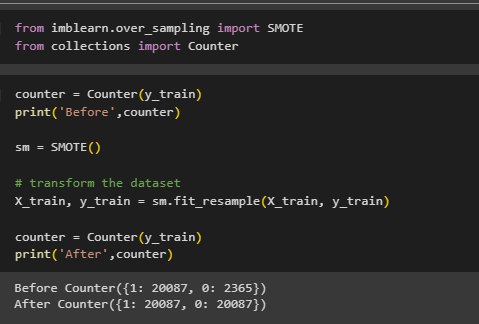 from imblearn.over_sampling import SMOTE
from collections import Counter
counter = Counter(y_train)
print('Before',counter)
sm = SMOTE()
# transform the dataset
X_train, y_train = sm.fit_resample(X_train, y_train)
counter = Counter(y_train)
print('After',counter)
Before Counter({1: 20087, 0: 2365})
After Counter({1: 20087, 0: 20087})